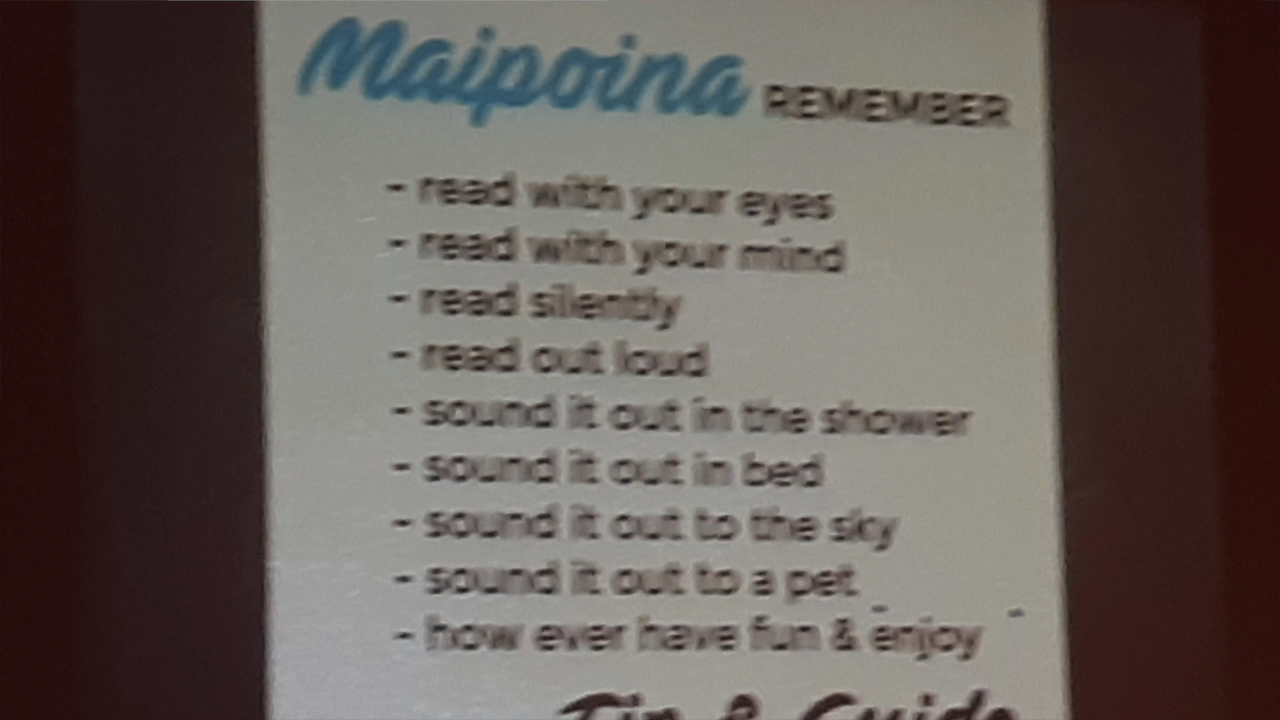 Maipoina REMEMBER
- read with your eyes
- read with your mind
- read silently
- read out loud
- sound it out in the shower
- sound it out in bed
- sound it out to the sky
- sound it out to a pet
- how ever have fun & enjoy
Tip & Guide